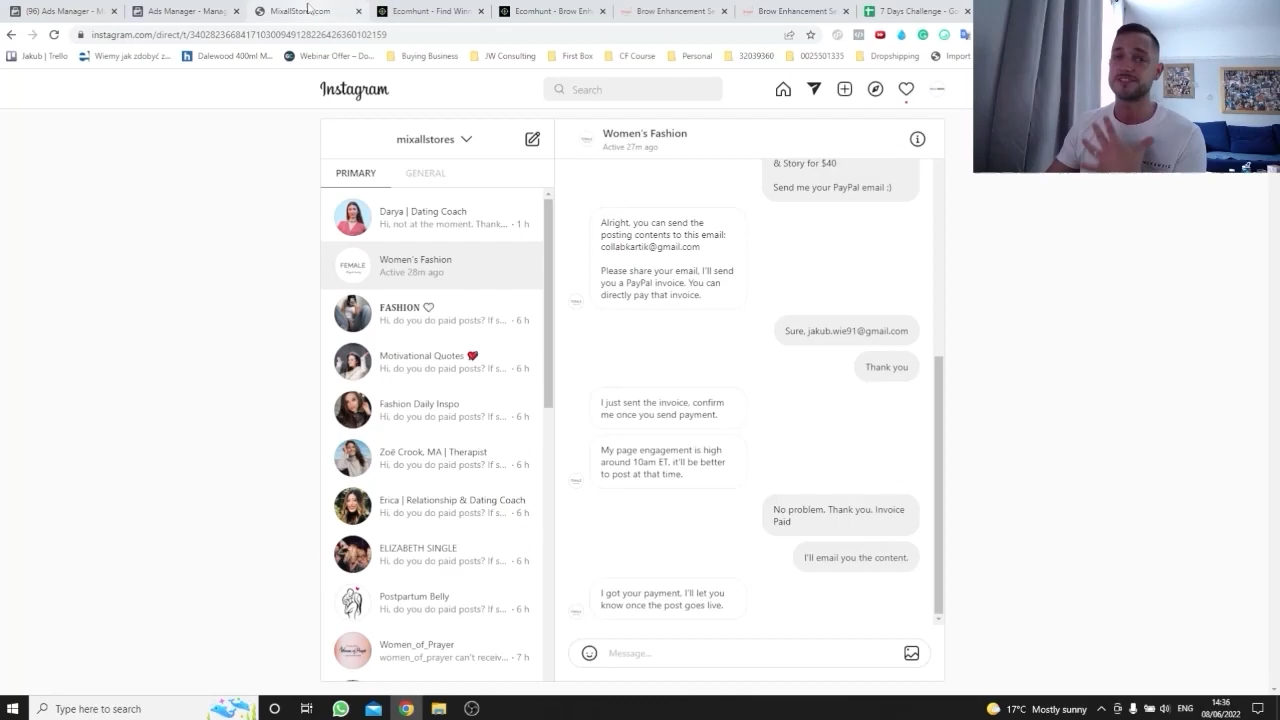 (96) Ads Manager - M
Ads Manager - Manag
MixallStores.com
Ecomhunt - Find Winn
Ecomhunt - Brow Enh
Brow Enhancement Se
Brow Enhancement Se
7 Days Challenge - Go
instagram.com/direct/t/340282366841710300949128226360102159
Jakub | Trello
Wiemy jak zdobyć z...
Dalewood400ml Ms...
Webinar Offer – Do...
Buying Business
JW Consulting
First Box
CF Course
Personal
32039360
0025501335
Dropshipping
Import
Instagram
Search
mixallstores
PRIMARY
GENERAL
Darya | Dating Coach
Hi, not at the moment. Thank... · 1 h
FEMALE
Women's Fashion
Active 28m ago
FASHION ♡
Hi, do you do paid posts? If s... · 6 h
Motivational Quotes
Hi, do you do paid posts? If s... · 6 h
Fashion Daily Inspo
Hi, do you do paid posts? If s... · 6 h
Zoë Crook, MA | Therapist
Hi, do you do paid posts? If s... · 6 h
Erica | Relationship & Dating Coach
Hi, do you do paid posts? If s... · 6 h
ELIZABETH SINGLE
Hi, do you do paid posts? If s... · 6 h
Postpartum Belly
Hi, do you do paid posts? If s... · 6 h
Women_of_Prayer
women_of_prayer can't receiv... · 7 h
Women's Fashion
Active 27m ago
& Story for $40
Send me your PayPal email :)
Alright, you can send the
posting contents to this email:
collabkartik@gmail.com
Please share your email, I'll send
you a PayPal invoice. You can
directly pay that invoice.
Sure, jakub.wie91@gmail.com
Thank you
I just sent the invoice, confirm
me once you send payment.
My page engagement is high
around 10am ET, it'll be better
to post at that time.
No problem. Thank you. Invoice
Paid
I'll email you the content.
I got your payment. I'll let you
know once the post goes live.
Message...
Type here to search
17°C Mostly sunny
ENG
14:36
08/06/2022